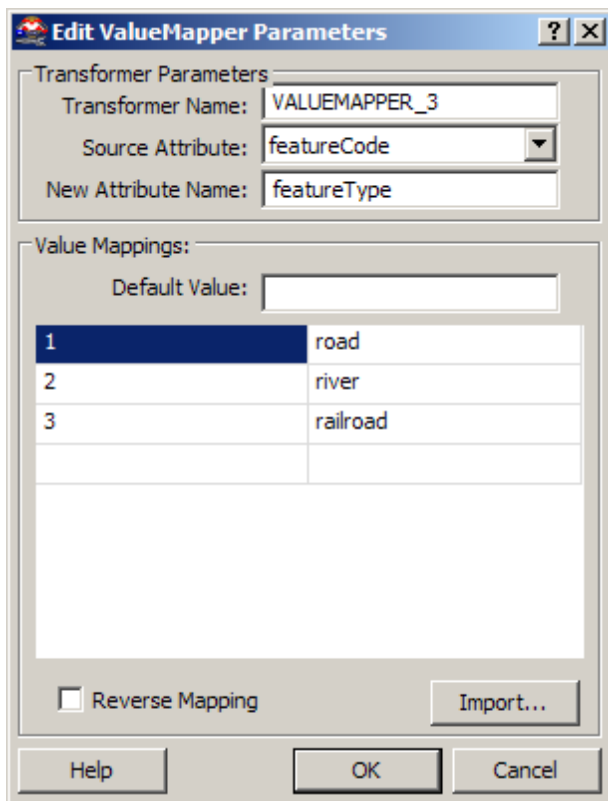 Edit ValueMapper Parameters
Transformer Parameters
Transformer Name: VALUEMAPPER_3
Source Attribute: featureCode
New Attribute Name: featureType
Value Mappings:
Default Value:
1 road
2 river
3 railroad
Reverse Mapping Import...
Help OK Cancel